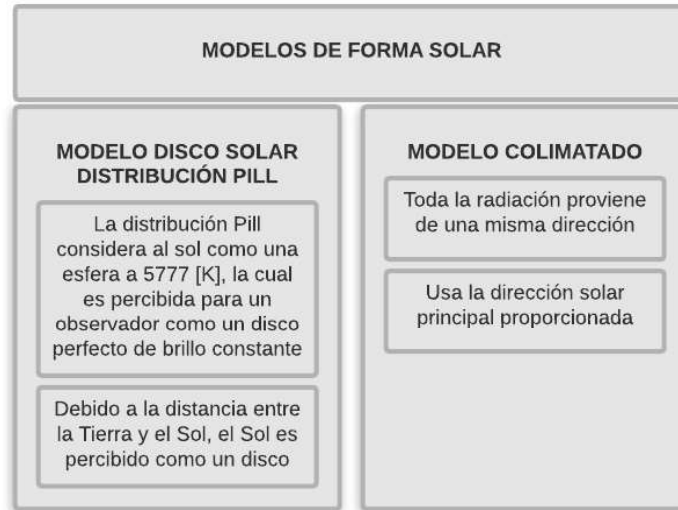 MODELOS DE FORMA SOLAR
MODELO DISCO SOLAR
DISTRIBUCIÓN PILL
La distribución Pill
considera al sol como una
esfera a 5777 [K], la cual
es percibida para un
observador como un disco
perfecto de brillo constante
Debido a la distancia entre
la Tierra y el Sol, el Sol es
percibido como un disco
MODELO COLIMATADO
Toda la radiación proviene
de una misma dirección
Usa la dirección solar
principal proporcionada